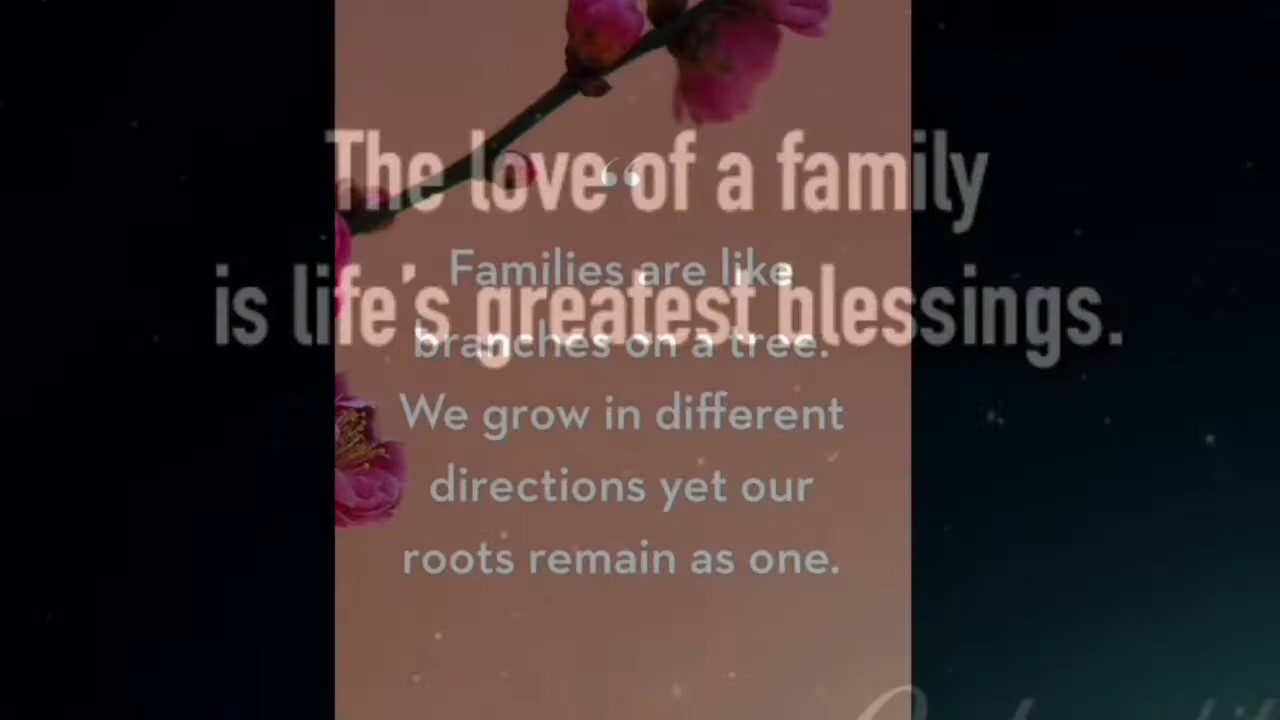 The love of a family
is life's greatest blessings.
“
Families are like
branches on a tree.
We grow in different
directions yet our
roots remain as one.